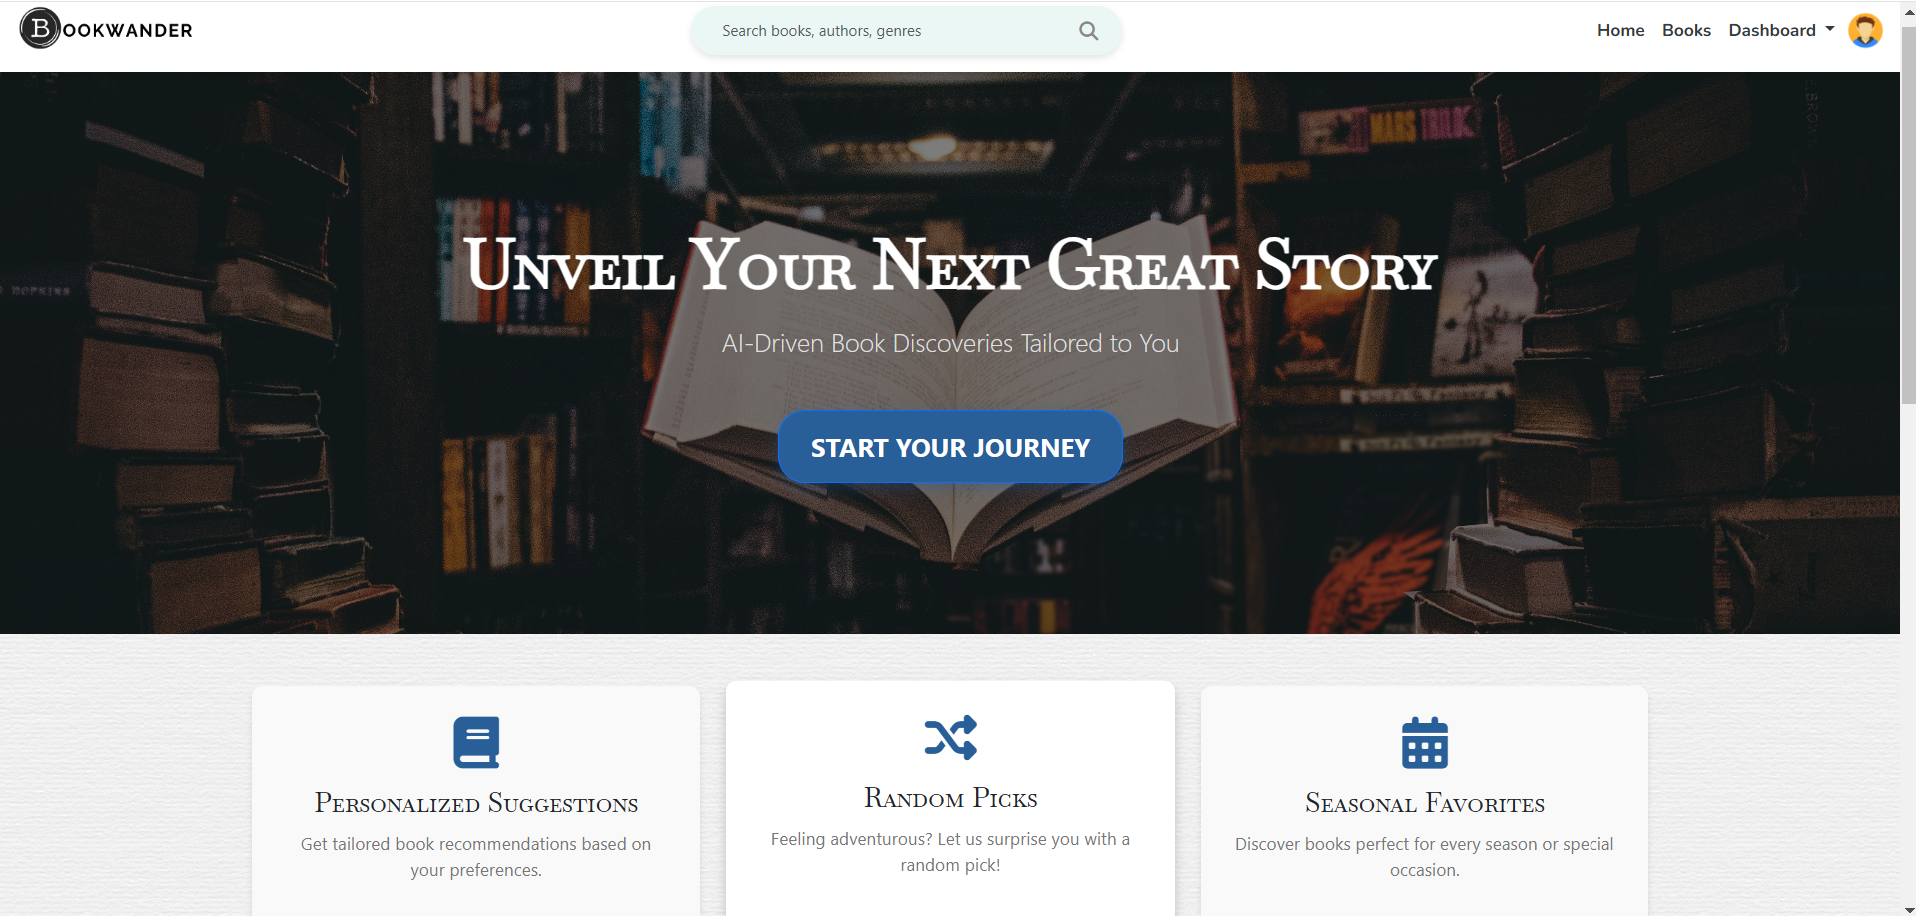 BOOKWANDER
Search books, authors, genres
Home Books Dashboard
MARS
HOPKINS
Unveil Your Next Great Story
AI-Driven Book Discoveries Tailored to You
START YOUR JOURNEY
Personalized Suggestions
Get tailored book recommendations based on
your preferences.
Random Picks
Feeling adventurous? Let us surprise you with a
random pick!
Seasonal Favorites
Discover books perfect for every season or special
occasion.